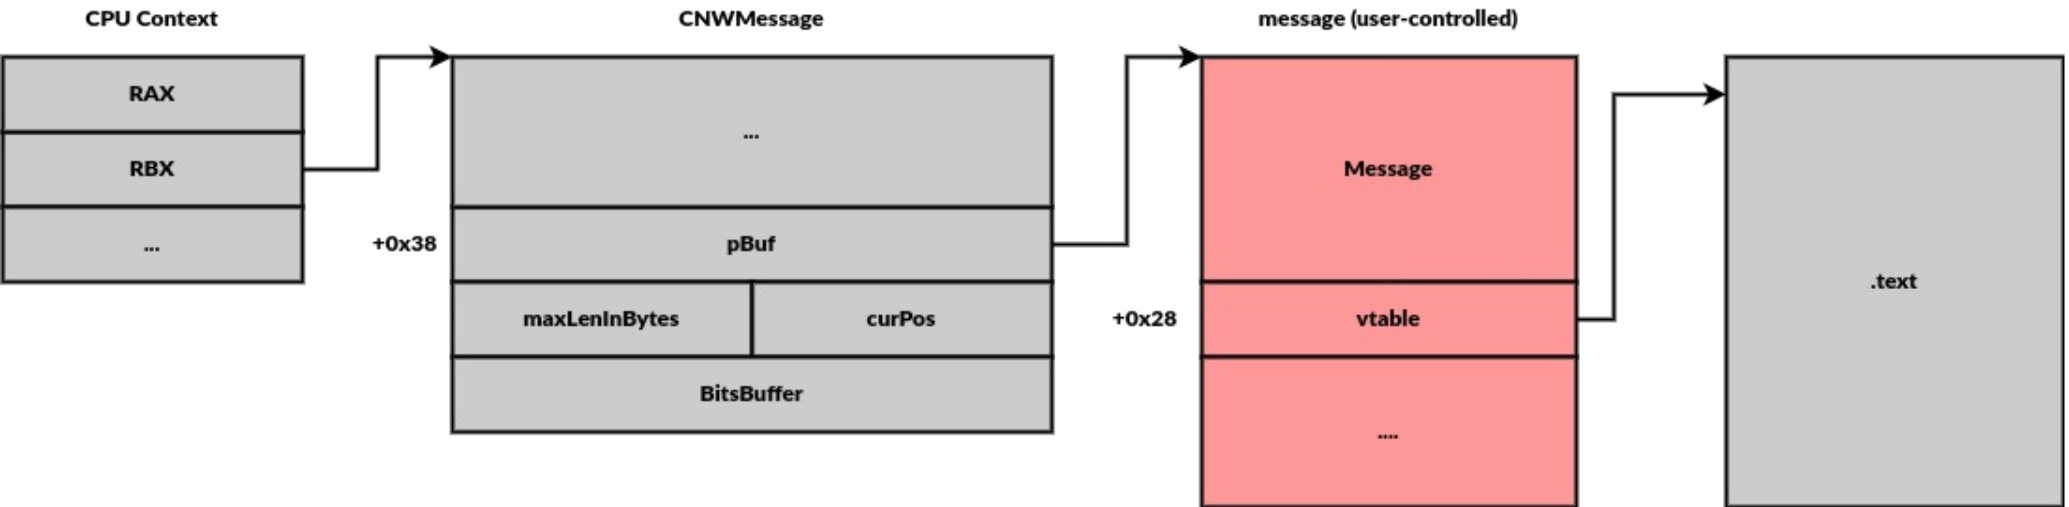 CPU Context
CNWMessage
message (user-controlled)
RAX
RBX
...
...
+0x38
pBuf
maxLenInBytes
curPos
BitsBuffer
Message
+0x28
vtable
....
.text